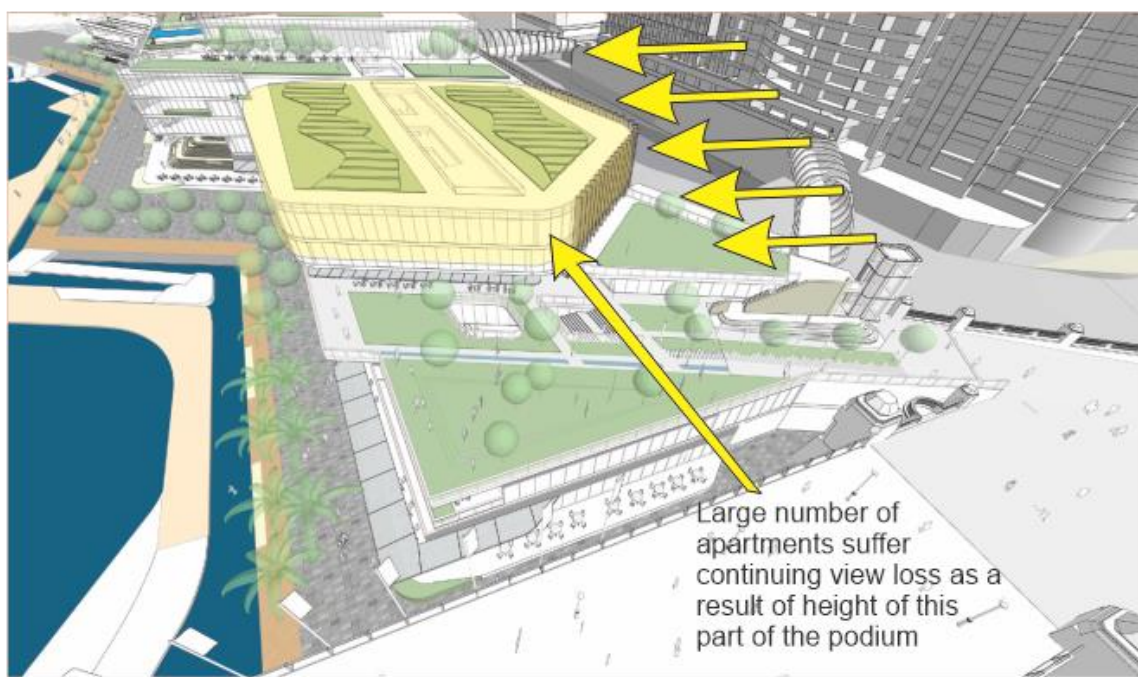 Large number of
apartments suffer
continuing view loss as a
result of height of this
part of the podium